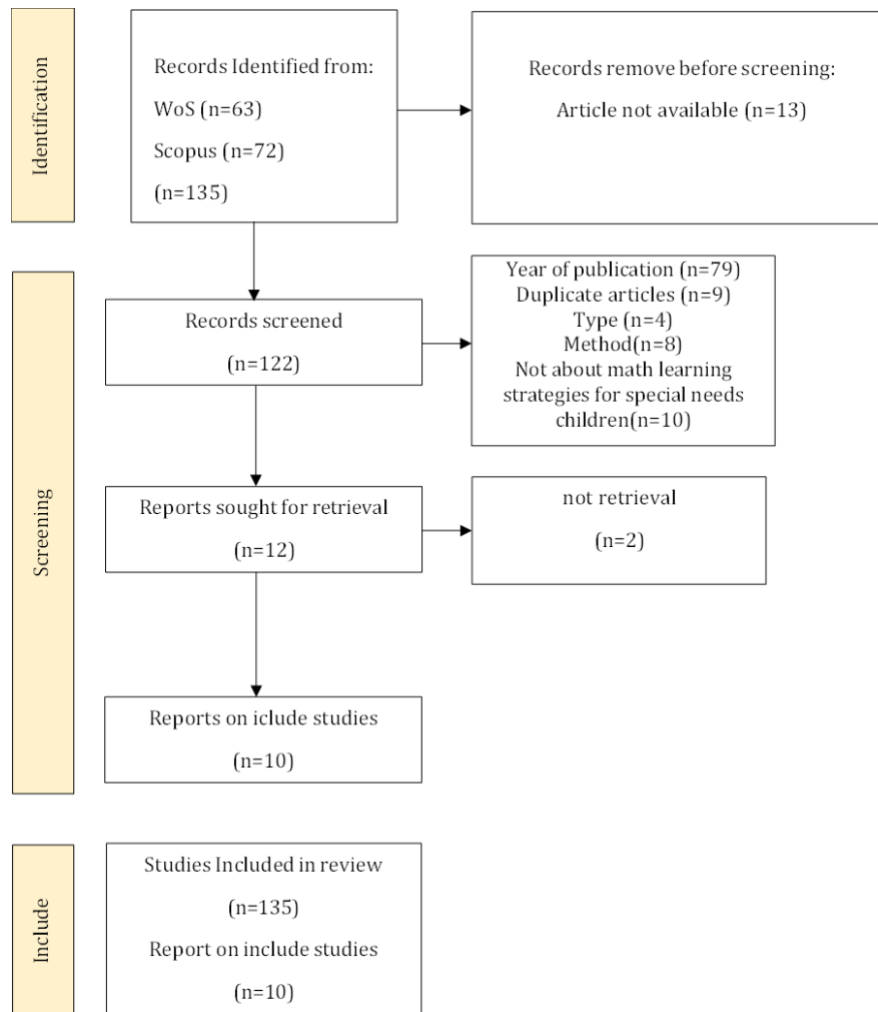 Identification
Records Identified from:
WoS (n=63)
Scopus (n=72)
(n=135)
Records remove before screening:
Article not available (n=13)
Screening
Records screened
(n=122)
Year of publication (n=79)
Duplicate articles (n=9)
Type (n=4)
Method(n=8)
Not about math learning
strategies for special needs
children(n=10)
Reports sought for retrieval
(n=12)
not retrieval
(n=2)
Reports on iclude studies
(n=10)
Include
Studies Included in review
(n=135)
Report on include studies
(n=10)